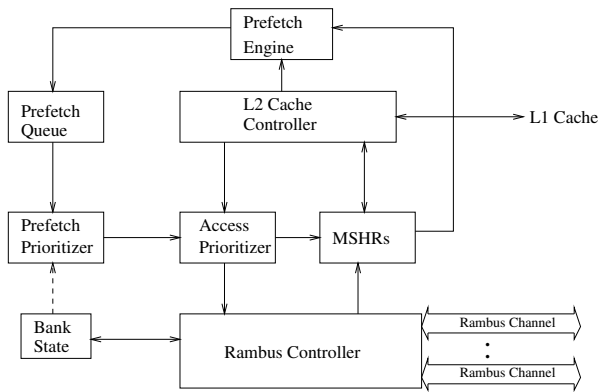 Prefetch
Engine
L2 Cache
Controller
L1 Cache
Prefetch
Queue
Prefetch
Prioritizer
Access
Prioritizer
MSHRs
Bank
State
Rambus Controller
Rambus Channel
Rambus Channel